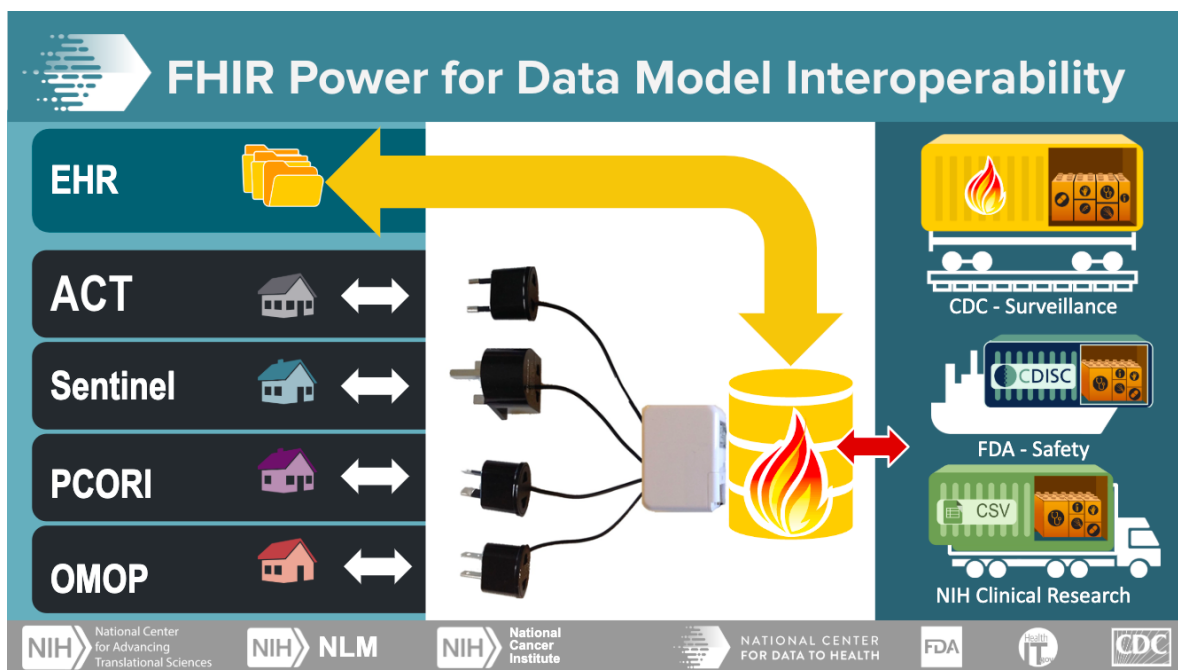 FHIR Power for Data Model Interoperability
EHR
ACT
Sentinel
PCORI
OMOP
CDC - Surveillance
CDISC
FDA - Safety
CSV
NIH Clinical Research
NIH
National Center
for Advancing
Translational Sciences
NIH
NLM
NIH
National
Cancer
Institute
NATIONAL CENTER
FOR DATA TO HEALTH
FDA
Health
IT
CDC